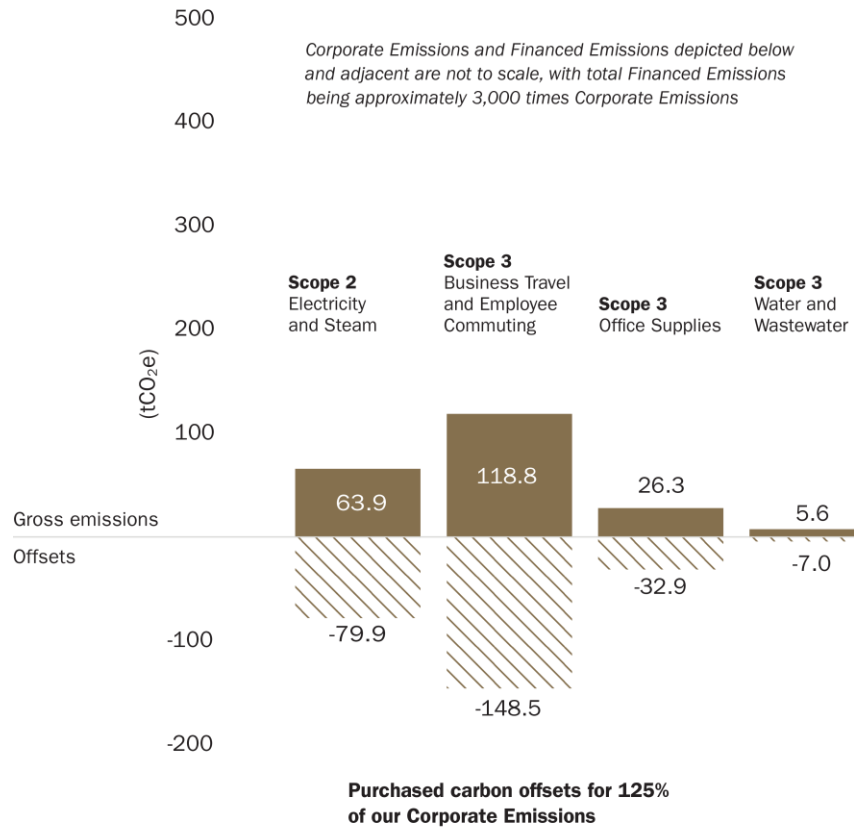 500
Corporate Emissions and Financed Emissions depicted below
and adjacent are not to scale, with total Financed Emissions
being approximately 3,000 times Corporate Emissions
400
300
Scope 2
Electricity
and Steam
Scope 3
Business Travel
and Employee
Commuting
Scope 3
Office Supplies
Scope 3
Water and
Wastewater
200
(tCO₂e)
100
63.9
118.8
26.3
5.6
Gross emissions
Offsets
-79.9
-148.5
-32.9
-7.0
-100
-200
Purchased carbon offsets for 125%
of our Corporate Emissions